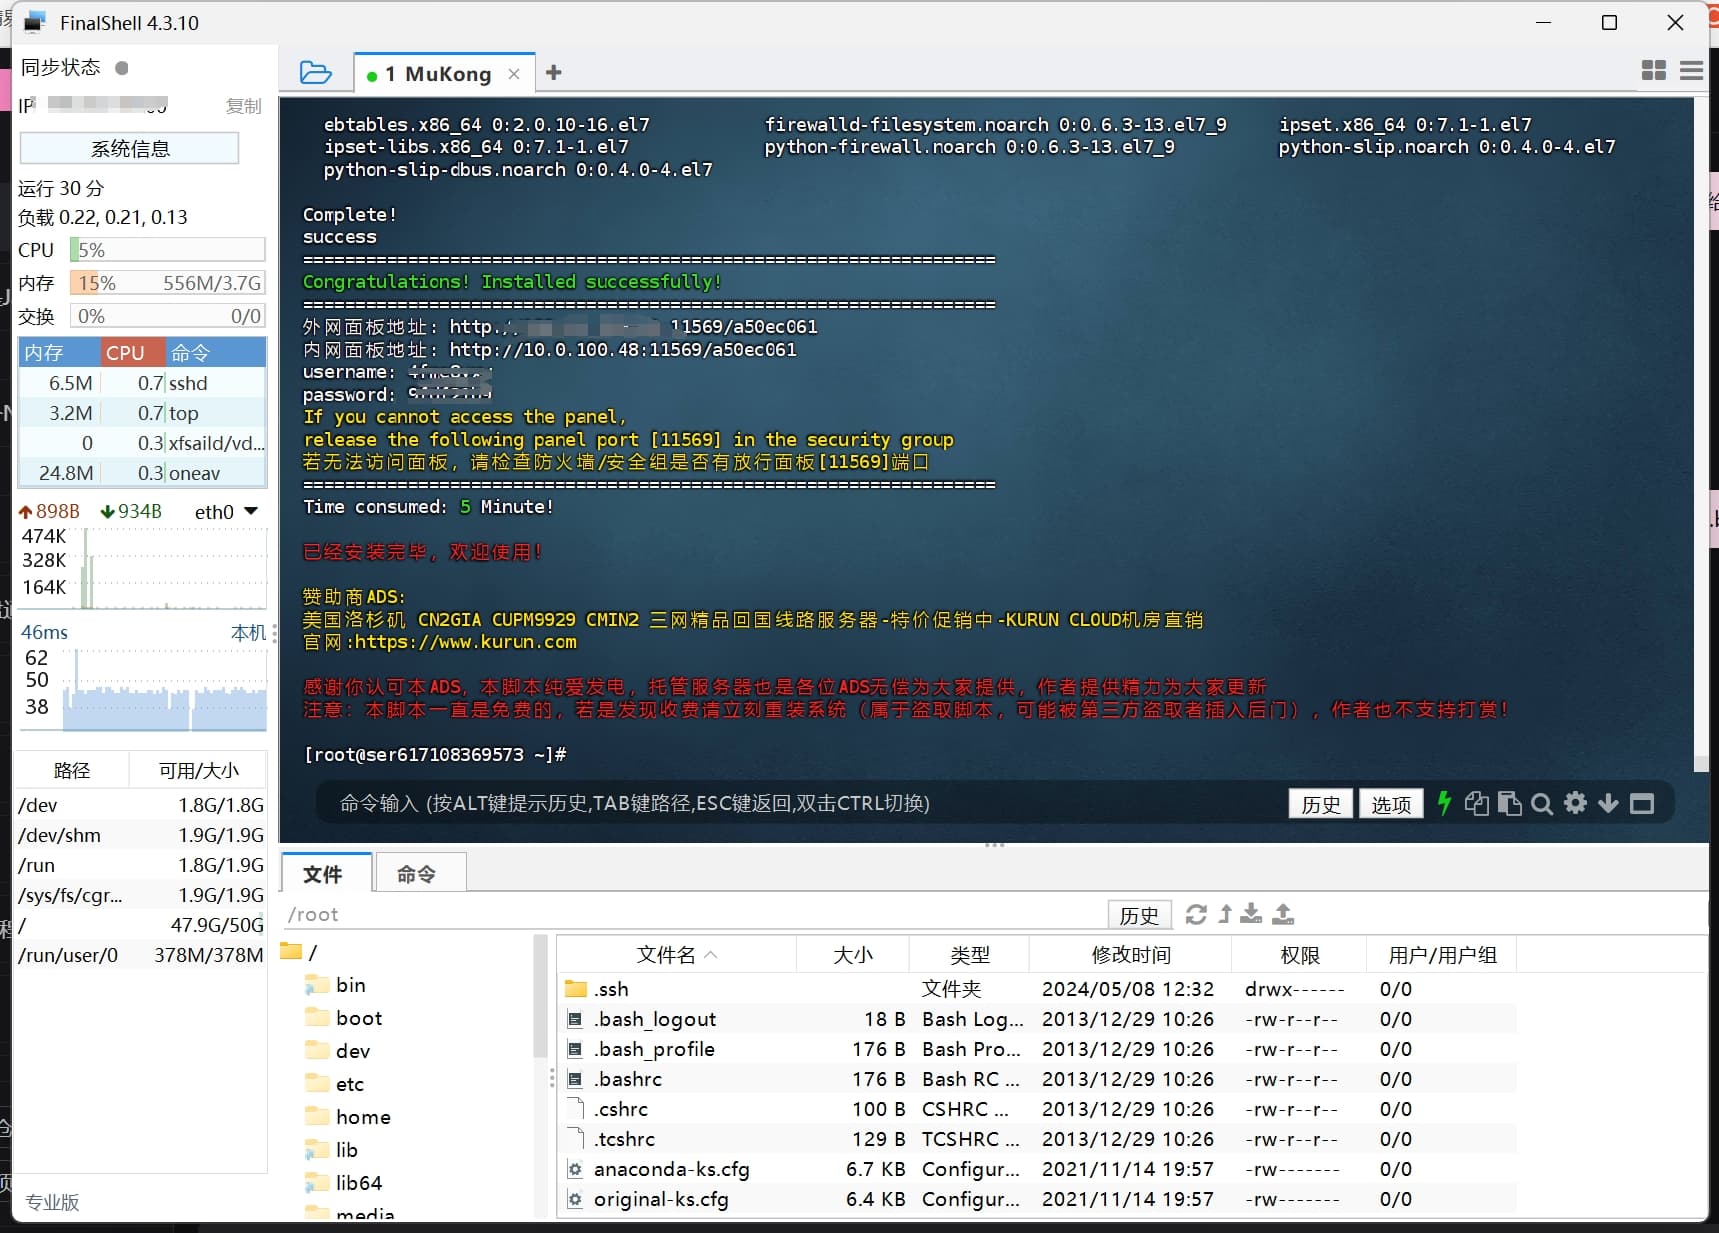 FinalShell 4.3.10
同步状态
IP
复制
系统信息
运行 30 分
负载 0.22, 0.21, 0.13
CPU 5%
内存 15% 556M/3.7G
交换 0% 0/0
内存 CPU 命令
6.5M 0.7 sshd
3.2M 0.7 top
0 0.3 xfsaild/vd...
24.8M 0.3 oneav
898B 934B eth0
474K
328K
164K
46ms 本机
62
50
38
路径 可用/大小
/dev 1.8G/1.8G
/dev/shm 1.9G/1.9G
/run 1.8G/1.9G
/sys/fs/cgr... 1.9G/1.9G
/ 47.9G/50G
/run/user/0 378M/378M
专业版
1 MuKong
ebtables.x86_64 0:2.0.10-16.el7 firewalld-filesystem.noarch 0:0.6.3-13.el7_9 ipset.x86_64 0:7.1-1.el7
ipset-libs.x86_64 0:7.1-1.el7 python-firewall.noarch 0:0.6.3-13.el7_9 python-slip.noarch 0:0.4.0-4.el7
python-slip-dbus.noarch 0:0.4.0-4.el7
Complete!
success
==================================================================
Congratulations! Installed successfully!
==================================================================
外网面板地址: http: 11569/a50ec061
内网面板地址: http://10.0.100.48:11569/a50ec061
username:
password:
If you cannot access the panel,
release the following panel port [11569] in the security group
若无法访问面板，请检查防火墙/安全组是否有放行面板[11569]端口
==================================================================
Time consumed: 5 Minute!
已经安装完毕，欢迎使用！
赞助商ADS:
美国洛杉矶 CN2GIA CUPM9929 CMIN2 三网精品回国线路服务器-特价促销中-KURUN CLOUD机房直销
官网:https://www.kurun.com
感谢你认可本ADS，本脚本纯爱发电，托管服务器也是各位ADS无偿为大家提供，作者提供精力为大家更新
注意：本脚本一直是免费的，若是发现收费请立刻重装系统（属于盗取脚本，可能被第三方盗取者插入后门），作者也不支持打赏！
[root@ser617108369573 ~]#
命令输入 (按ALT键提示历史,TAB键路径,ESC键返回,双击CTRL切换) 历史 选项
文件 命令
/root 历史
/
bin
boot
dev
etc
home
lib
lib64
media
文件名 大小 类型 修改时间 权限 用户/用户组
.ssh 文件夹 2024/05/08 12:32 drwx------ 0/0
.bash_logout 18 B Bash Log... 2013/12/29 10:26 -rw-r--r-- 0/0
.bash_profile 176 B Bash Pro... 2013/12/29 10:26 -rw-r--r-- 0/0
.bashrc 176 B Bash RC ... 2013/12/29 10:26 -rw-r--r-- 0/0
.cshrc 100 B CSHRC ... 2013/12/29 10:26 -rw-r--r-- 0/0
.tcshrc 129 B TCSHRC ... 2013/12/29 10:26 -rw-r--r-- 0/0
anaconda-ks.cfg 6.7 KB Configur... 2021/11/14 19:57 -rw------- 0/0
original-ks.cfg 6.4 KB Configur... 2021/11/14 19:57 -rw------- 0/0